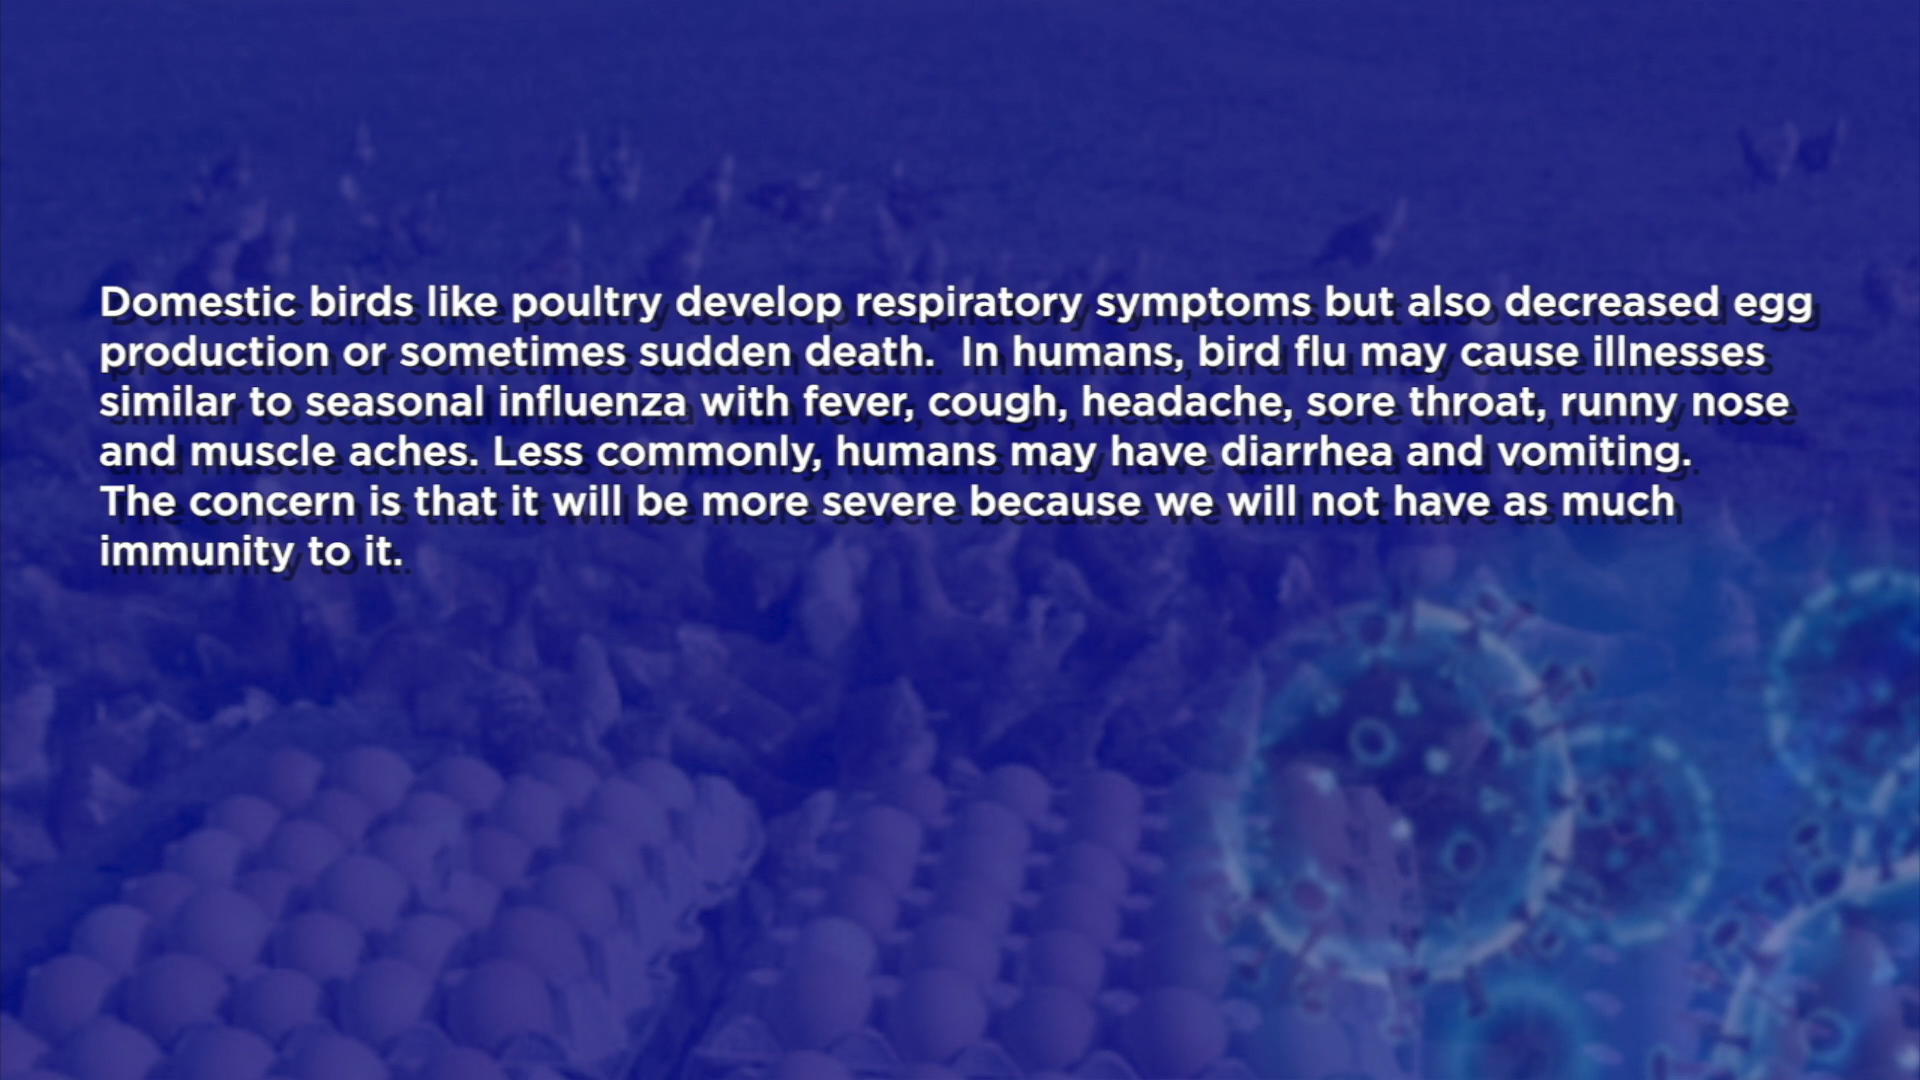 Domestic birds like poultry develop respiratory symptoms but also decreased egg
production or sometimes sudden death.  In humans, bird flu may cause illnesses
similar to seasonal influenza with fever, cough, headache, sore throat, runny nose
and muscle aches. Less commonly, humans may have diarrhea and vomiting.
The concern is that it will be more severe because we will not have as much
immunity to it.